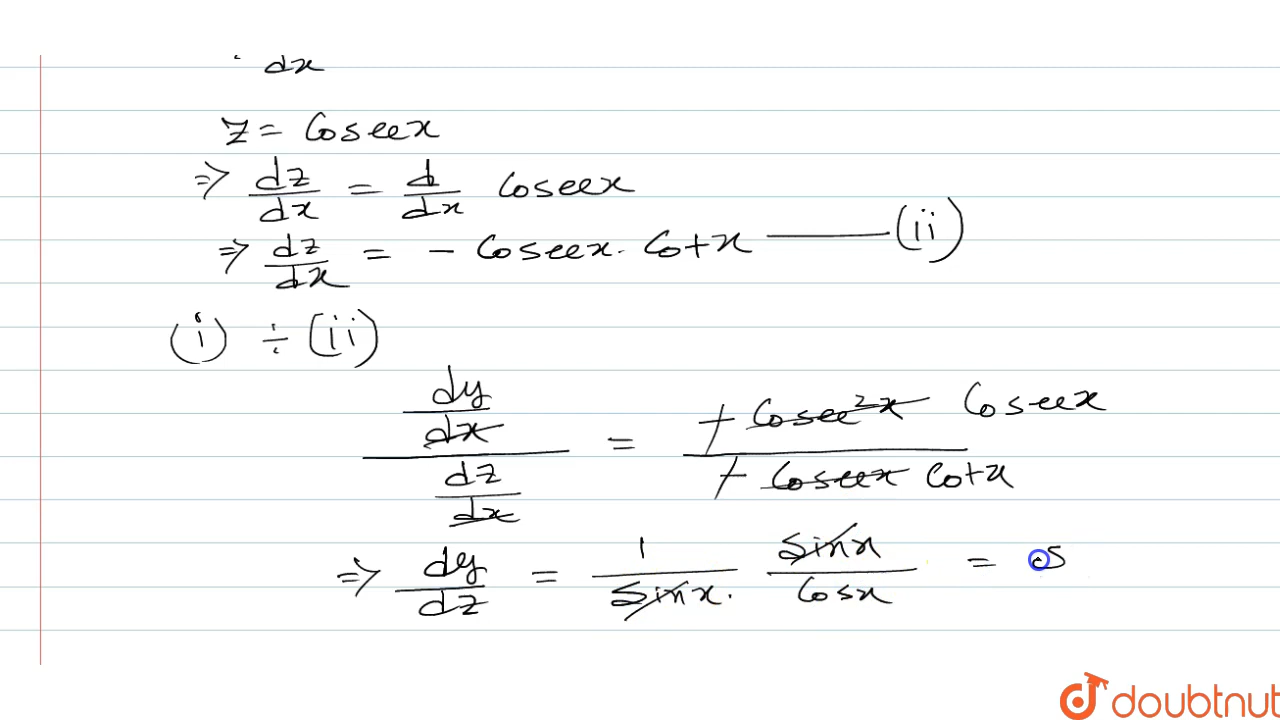 dx
z = Cosecx
⇒ dz/dx = d/dx Cosecx
⇒ dz/dx = - Cosecx. Cotx ——— (ii)
(i) ÷ (ii)
(dy/dx)/(dz/dx) = (- Cosec²x Cosecx)/(- Cosecx Cotx)
⇒ dy/dz = 1/Sinx. Sinx/Cosx = S
doubtnut